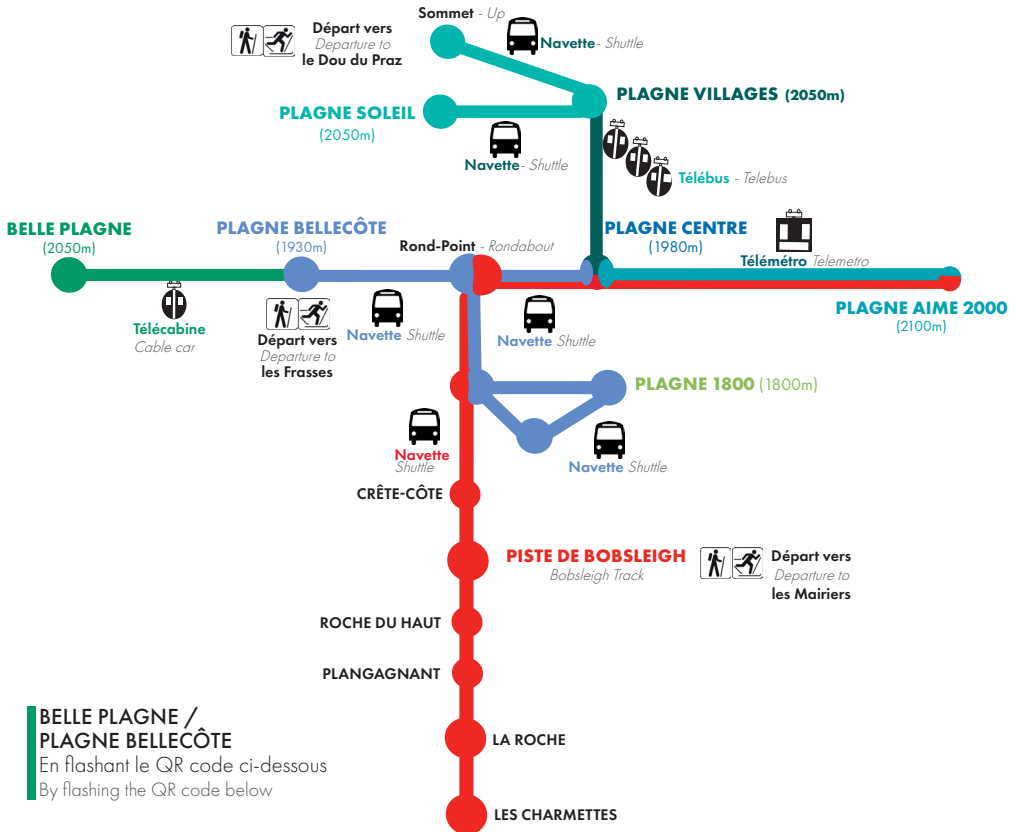 Sommet - Up
Départ vers
Departure to
le Dou du Praz
Navette - Shuttle
PLAGNE VILLAGES (2050m)
PLAGNE SOLEIL
(2050m)
Navette - Shuttle
Télébus - Telebus
BELLE PLAGNE
(2050m)
PLAGNE BELLECÔTE
(1930m)
Rond-Point - Rondabout
PLAGNE CENTRE
(1980m)
Télémétro Telemetro
PLAGNE AIME 2000
(2100m)
Télécabine
Cable car
Départ vers
Departure to
les Frasses
Navette Shuttle
Navette Shuttle
PLAGNE 1800 (1800m)
Navette
Shuttle
Navette Shuttle
CRÊTE-CÔTE
PISTE DE BOBSLEIGH
Bobsleigh Track
Départ vers
Departure to
les Mairiers
ROCHE DU HAUT
PLANGAGNANT
LA ROCHE
LES CHARMETTES
BELLE PLAGNE /
PLAGNE BELLECÔTE
En flashant le QR code ci-dessous
By flashing the QR code below